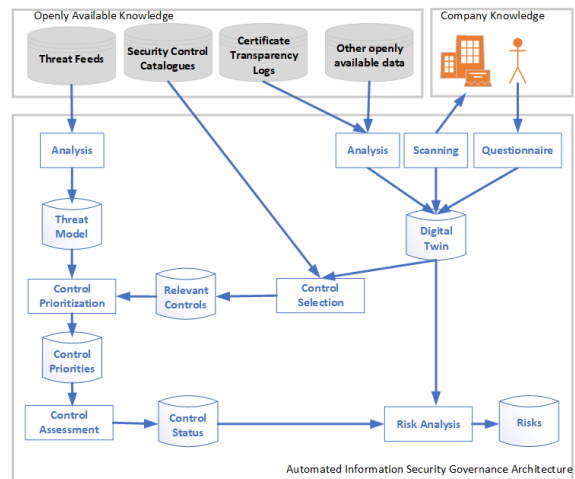 Openly Available Knowledge
Company Knowledge
Threat Feeds
Security Control
Catalogues
Certificate
Transparency
Logs
Other openly
available data
Analysis
Analysis
Scanning
Questionnaire
Threat
Model
Digital
Twin
Control
Prioritization
Relevant
Controls
Control
Selection
Control
Priorities
Control
Assessment
Control
Status
Risk Analysis
Risks
Automated Information Security Governance Architecture